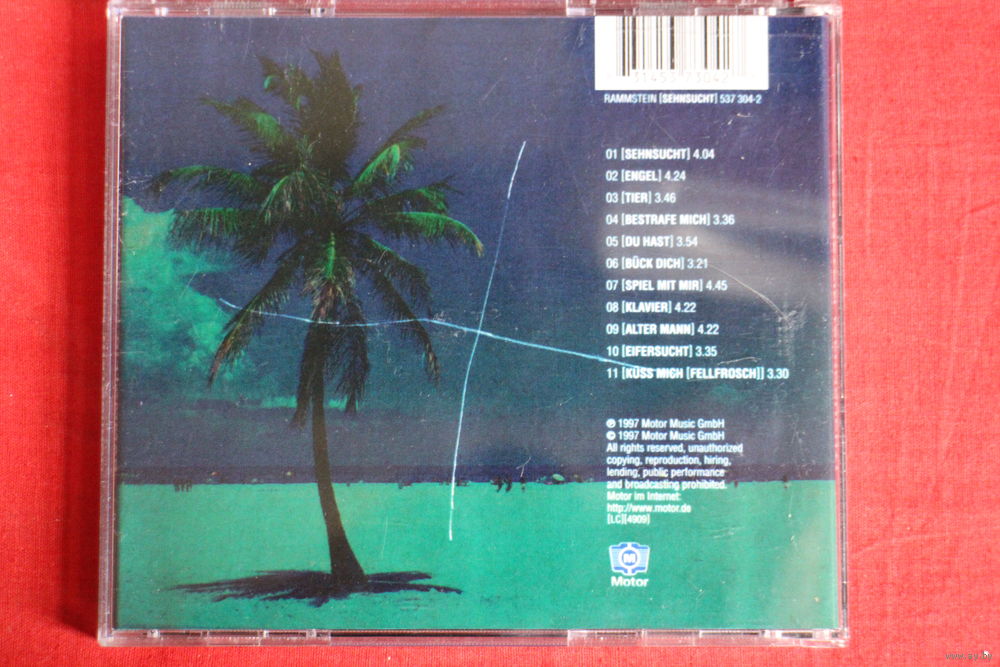 RAMMSTEIN [SEHNSUCHT] 537 304-2
01 [SEHNSUCHT] 4.04
02 [ENGEL] 4.24
03 [TIER] 3.46
04 [BESTRAFE MICH] 3.36
05 [DU HAST] 3.54
06 [BÜCK DICH] 3.21
07 [SPIEL MIT MIR] 4.45
08 [KLAVIER] 4.22
09 [ALTER MANN] 4.22
10 [EIFERSUCHT] 3.35
11 [KÜSS MICH [FELLFROSCH]] 3.30
℗ 1997 Motor Music GmbH
© 1997 Motor Music GmbH
All rights reserved, unauthorized
copying, reproduction, hiring,
lending, public performance
and broadcasting prohibited.
Motor im Internet:
http://www.motor.de
[LC][4909]
M
Motor